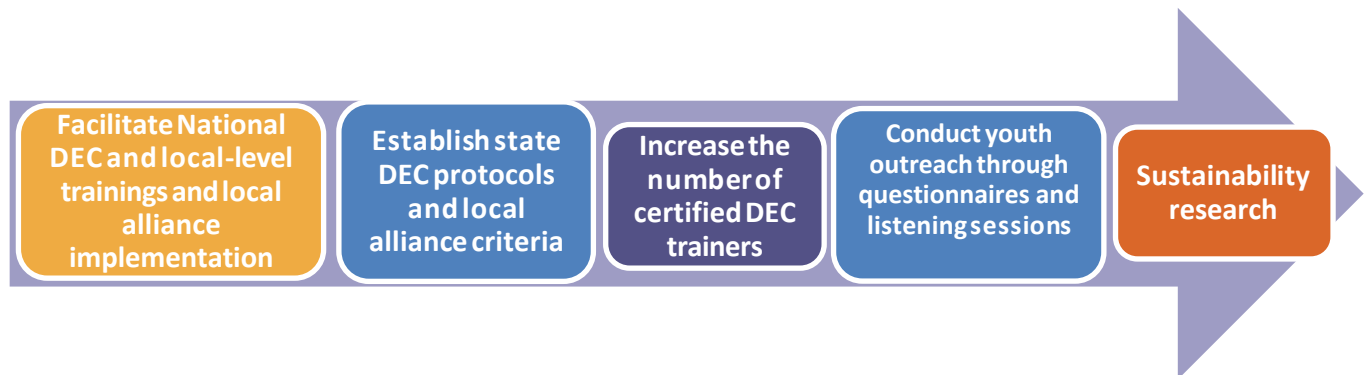 Facilitate National
DEC and local-level
trainings and local
alliance
implementation
Establish state
DEC protocols
and local
alliance criteria
Increase the
number of
certified DEC
trainers
Conduct youth
outreach through
questionnaires and
listening sessions
Sustainability
research